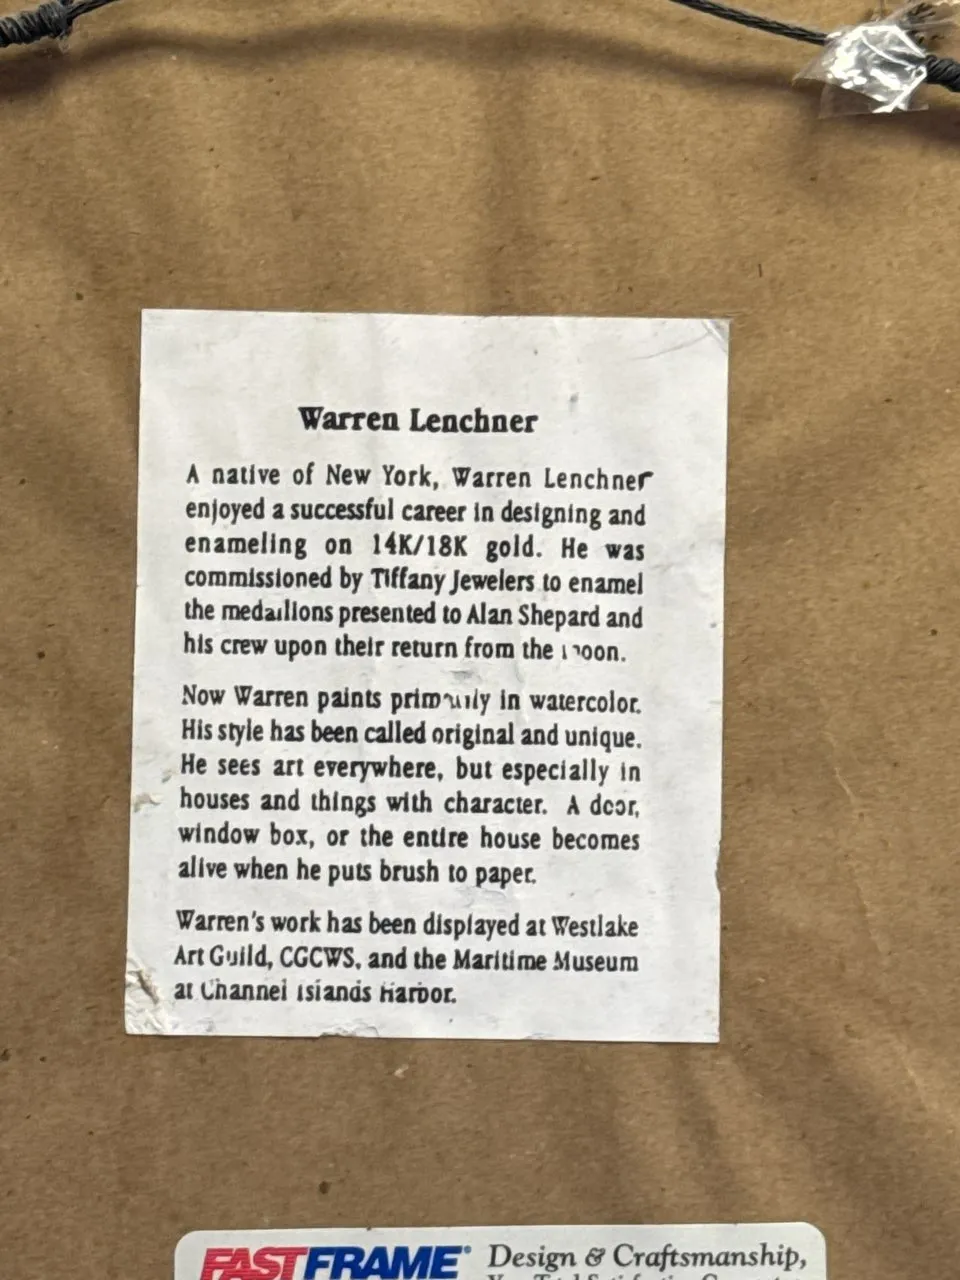 Warren Lenchner
A native of New York, Warren Lenchner
enjoyed a successful career in designing and
enameling on 14K/18K gold. He was
commissioned by Tiffany Jewelers to enamel
the medallions presented to Alan Shepard and
his crew upon their return from the moon.
Now Warren paints primarily in watercolor.
His style has been called original and unique.
He sees art everywhere, but especially in
houses and things with character. A door,
window box, or the entire house becomes
alive when he puts brush to paper.
Warren's work has been displayed at Westlake
Art Guild, CGCWS, and the Maritime Museum
at Channel Islands Harbor.
FASTFRAME® Design & Craftsmanship,